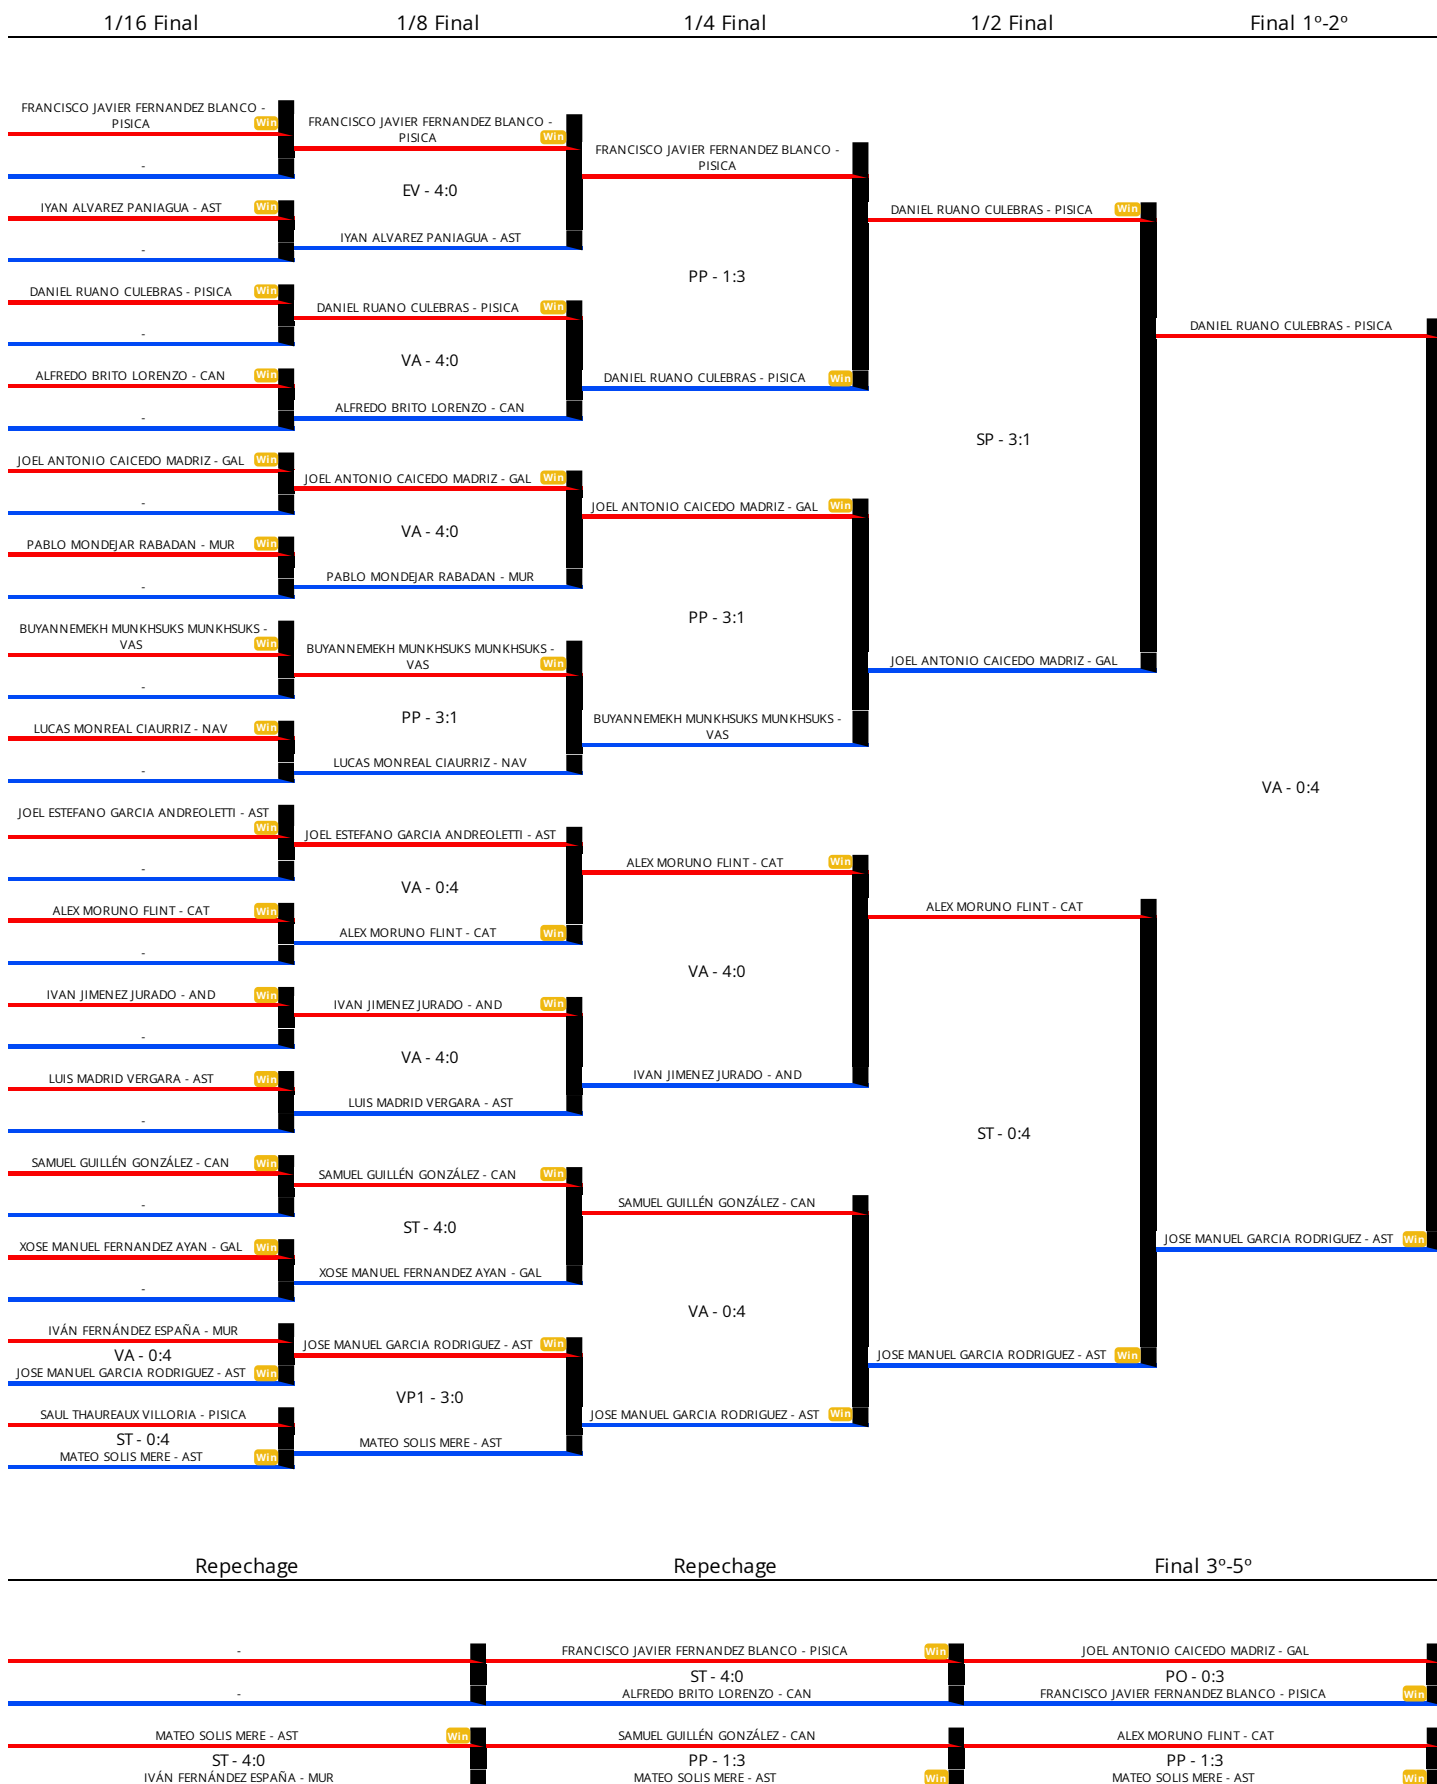 1/16 Final
1/8 Final
1/4 Final
1/2 Final
Final 1º-2º
FRANCISCO JAVIER FERNANDEZ BLANCO -
PISICA
Win
-
IYAN ALVAREZ PANIAGUA - AST
Win
-
DANIEL RUANO CULEBRAS - PISICA
Win
-
ALFREDO BRITO LORENZO - CAN
Win
-
JOEL ANTONIO CAICEDO MADRIZ - GAL
Win
-
PABLO MONDEJAR RABADAN - MUR
Win
-
BUYANNEMEKH MUNKHSUKS MUNKHSUKS -
VAS
Win
-
LUCAS MONREAL CIAURRIZ - NAV
Win
-
JOEL ESTEFANO GARCIA ANDREOLETTI - AST
Win
-
ALEX MORUNO FLINT - CAT
Win
-
IVAN JIMENEZ JURADO - AND
Win
-
LUIS MADRID VERGARA - AST
Win
-
SAMUEL GUILLÉN GONZÁLEZ - CAN
Win
-
XOSE MANUEL FERNANDEZ AYAN - GAL
Win
-
IVÁN FERNÁNDEZ ESPAÑA - MUR
VA - 0:4
JOSE MANUEL GARCIA RODRIGUEZ - AST
Win
SAUL THAUREAUX VILLORIA - PISICA
ST - 0:4
MATEO SOLIS MERE - AST
Win
FRANCISCO JAVIER FERNANDEZ BLANCO -
PISICA
Win
EV - 4:0
IYAN ALVAREZ PANIAGUA - AST
DANIEL RUANO CULEBRAS - PISICA
Win
VA - 4:0
ALFREDO BRITO LORENZO - CAN
JOEL ANTONIO CAICEDO MADRIZ - GAL
Win
VA - 4:0
PABLO MONDEJAR RABADAN - MUR
BUYANNEMEKH MUNKHSUKS MUNKHSUKS -
VAS
Win
PP - 3:1
LUCAS MONREAL CIAURRIZ - NAV
JOEL ESTEFANO GARCIA ANDREOLETTI - AST
VA - 0:4
ALEX MORUNO FLINT - CAT
Win
IVAN JIMENEZ JURADO - AND
Win
VA - 4:0
LUIS MADRID VERGARA - AST
SAMUEL GUILLÉN GONZÁLEZ - CAN
Win
ST - 4:0
XOSE MANUEL FERNANDEZ AYAN - GAL
JOSE MANUEL GARCIA RODRIGUEZ - AST
Win
VP1 - 3:0
MATEO SOLIS MERE - AST
FRANCISCO JAVIER FERNANDEZ BLANCO -
PISICA
PP - 1:3
DANIEL RUANO CULEBRAS - PISICA
Win
JOEL ANTONIO CAICEDO MADRIZ - GAL
Win
PP - 3:1
BUYANNEMEKH MUNKHSUKS MUNKHSUKS -
VAS
ALEX MORUNO FLINT - CAT
Win
VA - 4:0
IVAN JIMENEZ JURADO - AND
SAMUEL GUILLÉN GONZÁLEZ - CAN
VA - 0:4
JOSE MANUEL GARCIA RODRIGUEZ - AST
Win
DANIEL RUANO CULEBRAS - PISICA
Win
SP - 3:1
JOEL ANTONIO CAICEDO MADRIZ - GAL
ALEX MORUNO FLINT - CAT
ST - 0:4
JOSE MANUEL GARCIA RODRIGUEZ - AST
Win
DANIEL RUANO CULEBRAS - PISICA
VA - 0:4
JOSE MANUEL GARCIA RODRIGUEZ - AST
Win
Repechage
Repechage
Final 3º-5º
-
-
MATEO SOLIS MERE - AST
Win
ST - 4:0
IVÁN FERNÁNDEZ ESPAÑA - MUR
FRANCISCO JAVIER FERNANDEZ BLANCO - PISICA
Win
ST - 4:0
ALFREDO BRITO LORENZO - CAN
SAMUEL GUILLÉN GONZÁLEZ - CAN
PP - 1:3
MATEO SOLIS MERE - AST
Win
JOEL ANTONIO CAICEDO MADRIZ - GAL
PO - 0:3
FRANCISCO JAVIER FERNANDEZ BLANCO - PISICA
Win
ALEX MORUNO FLINT - CAT
PP - 1:3
MATEO SOLIS MERE - AST
Win